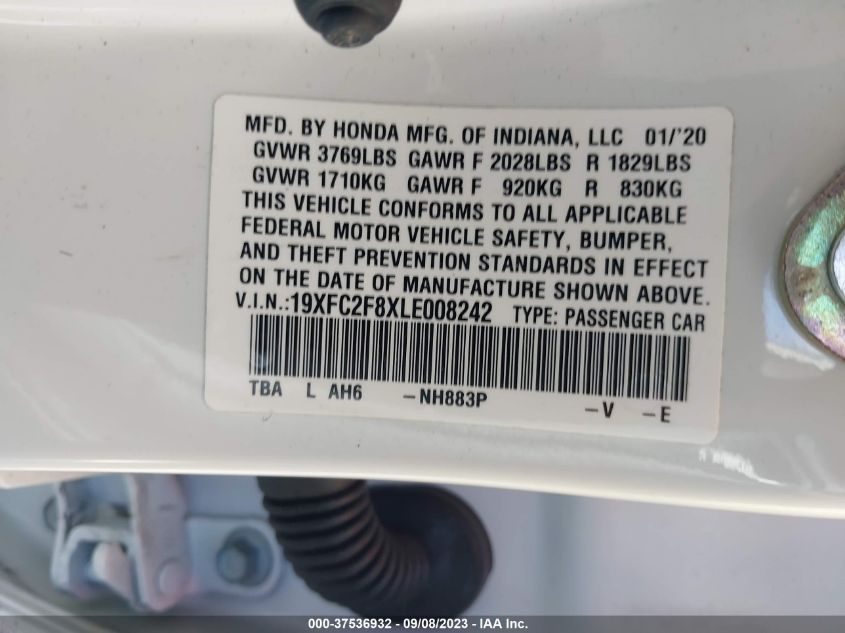 MFD. BY HONDA MFG. OF INDIANA, LLC 01/'20
GVWR 3769LBS GAWR F 2028LBS R 1829LBS
GVWR 1710KG GAWR F 920KG R 830KG
THIS VEHICLE CONFORMS TO ALL APPLICABLE
FEDERAL MOTOR VEHICLE SAFETY, BUMPER,
AND THEFT PREVENTION STANDARDS IN EFFECT
ON THE DATE OF MANUFACTURE SHOWN ABOVE.
V.I.N.:19XFC2F8XLE008242 TYPE: PASSENGER CAR
TBA L AH6 –NH883P –V –E
000-37536932 - 09/08/2023 - IAA Inc.